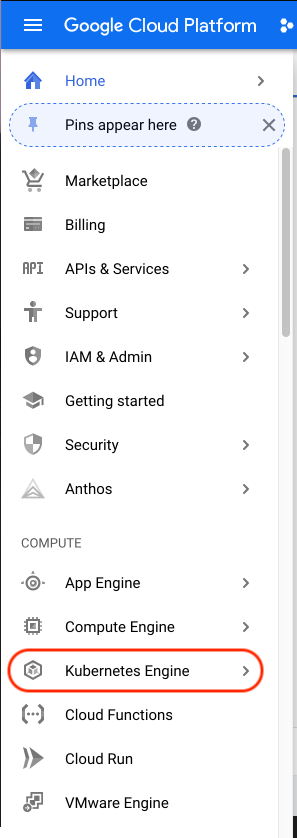 Google Cloud Platform
Home
Pins appear here
Marketplace
Billing
API APIs & Services
Support
IAM & Admin
Getting started
Security
Anthos
COMPUTE
App Engine
Compute Engine
Kubernetes Engine
Cloud Functions
Cloud Run
VMware Engine